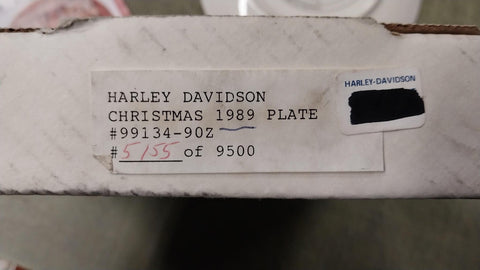 HARLEY-DAVIDSON
HARLEY DAVIDSON
CHRISTMAS 1989 PLATE
#99134-90Z
#5155 of 9500